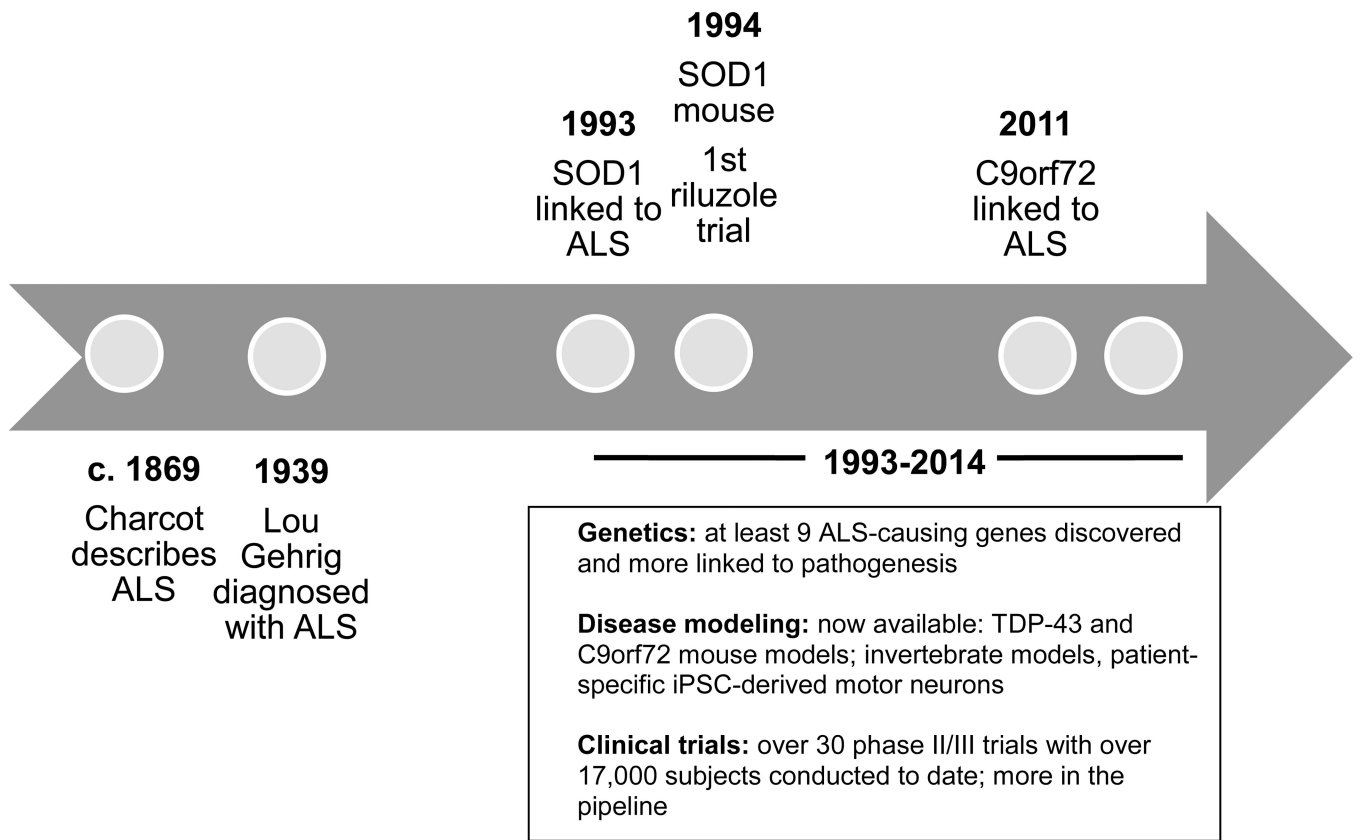 1994
SOD1
mouse
1st
riluzole
trial
1993
SOD1
linked to
ALS
2011
C9orf72
linked to
ALS
c. 1869
Charcot
describes
ALS
1939
Lou
Gehrig
diagnosed
with ALS
1993-2014
Genetics: at least 9 ALS-causing genes discovered
and more linked to pathogenesis
Disease modeling: now available: TDP-43 and
C9orf72 mouse models; invertebrate models, patient-
specific iPSC-derived motor neurons
Clinical trials: over 30 phase II/III trials with over
17,000 subjects conducted to date; more in the
pipeline